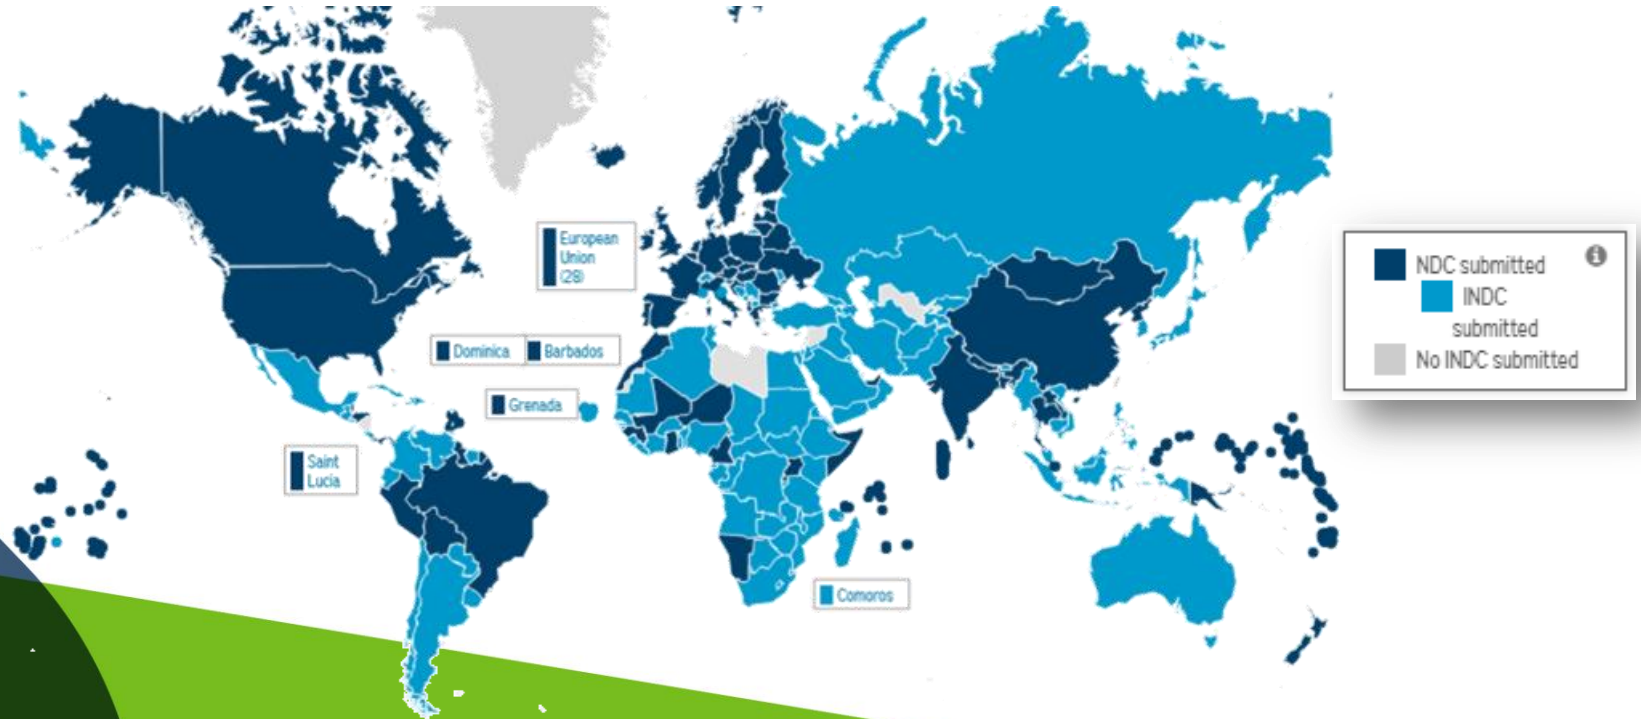 European
Union
(28)
Dominica
Barbados
Grenada
Saint
Lucia
Comoros
NDC submitted
INDC
submitted
No INDC submitted
i